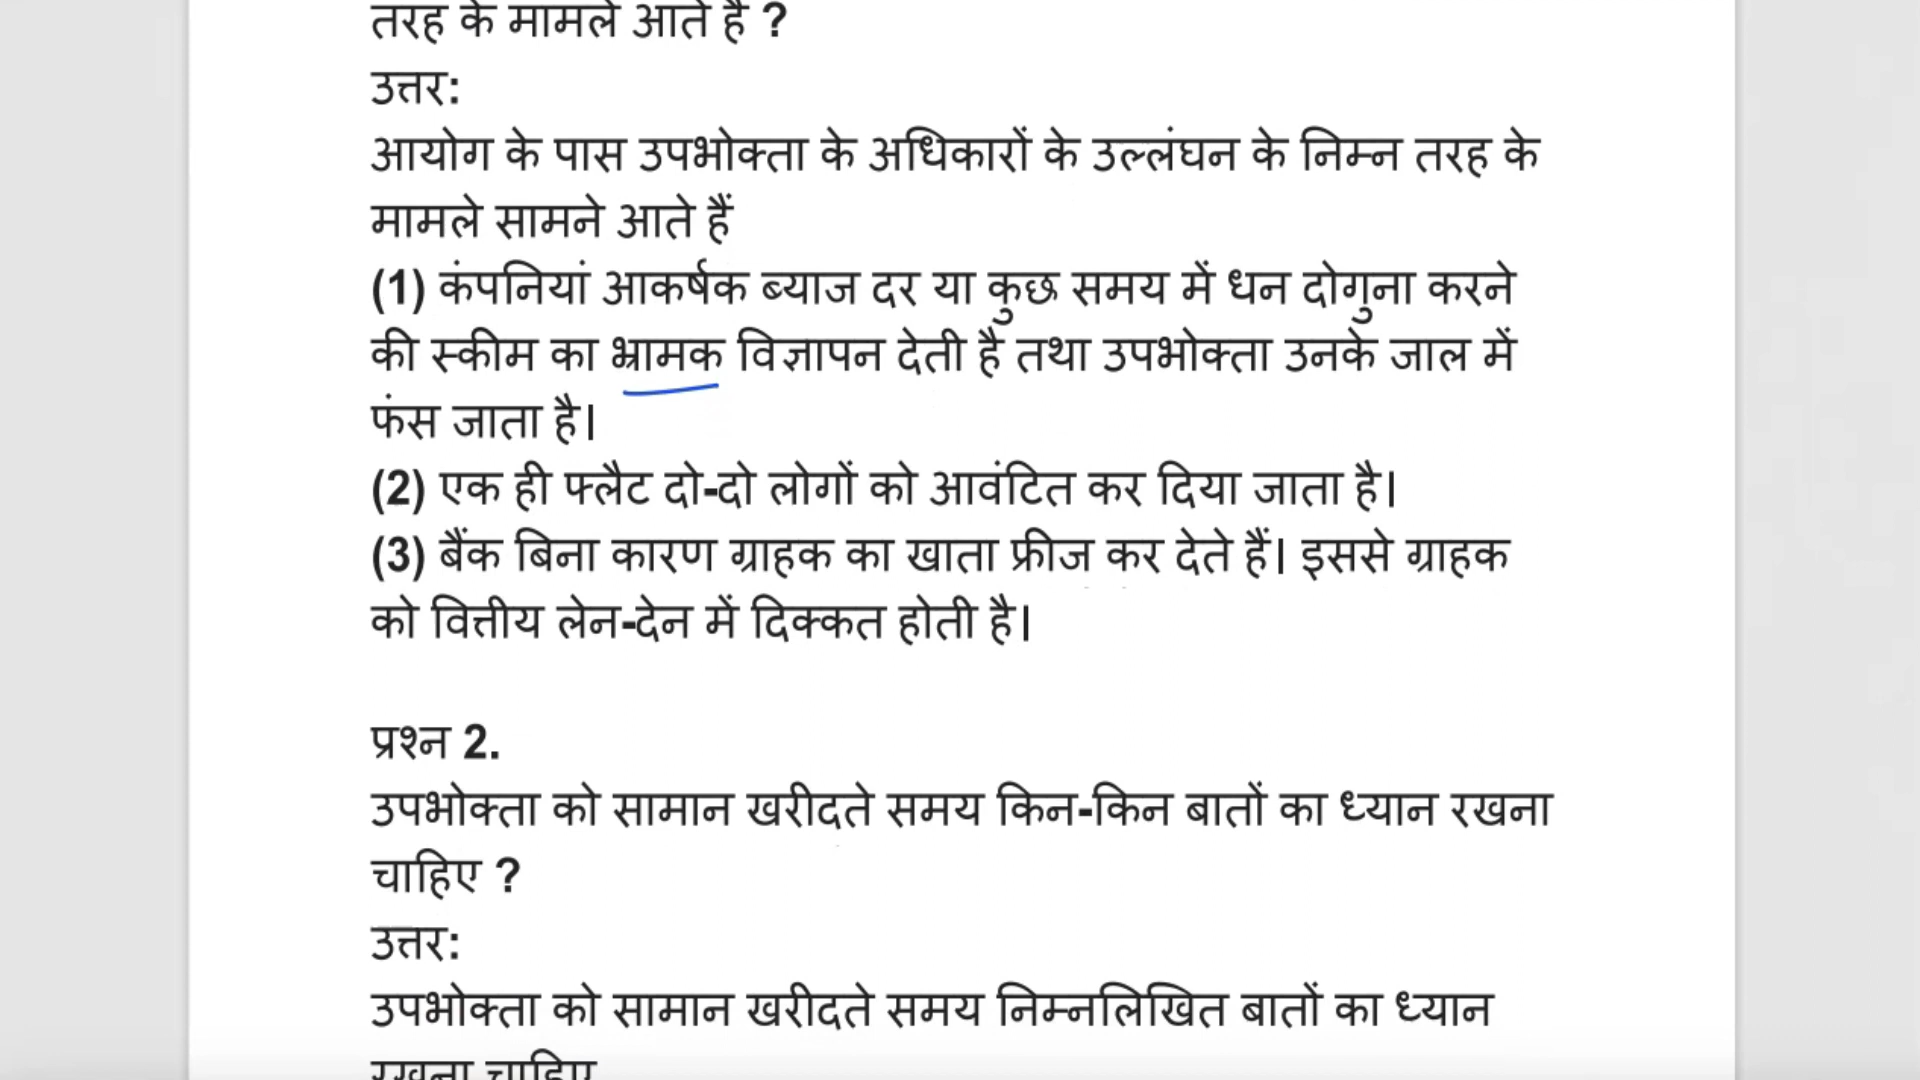 तरह के मामले आते हैं ?
उत्तर:
आयोग के पास उपभोक्ता के अधिकारों के उल्लंघन के निम्न तरह के
मामले सामने आते हैं
(1) कंपनियां आकर्षक ब्याज दर या कुछ समय में धन दोगुना करने
की स्कीम का भ्रामक विज्ञापन देती है तथा उपभोक्ता उनके जाल में
फंस जाता है।
(2) एक ही फ्लैट दो-दो लोगों को आवंटित कर दिया जाता है।
(3) बैंक बिना कारण ग्राहक का खाता फ्रीज कर देते हैं। इससे ग्राहक
को वित्तीय लेन-देन में दिक्कत होती है।
प्रश्न 2.
उपभोक्ता को सामान खरीदते समय किन-किन बातों का ध्यान रखना
चाहिए ?
उत्तर:
उपभोक्ता को सामान खरीदते समय निम्नलिखित बातों का ध्यान
रखना चाहिए